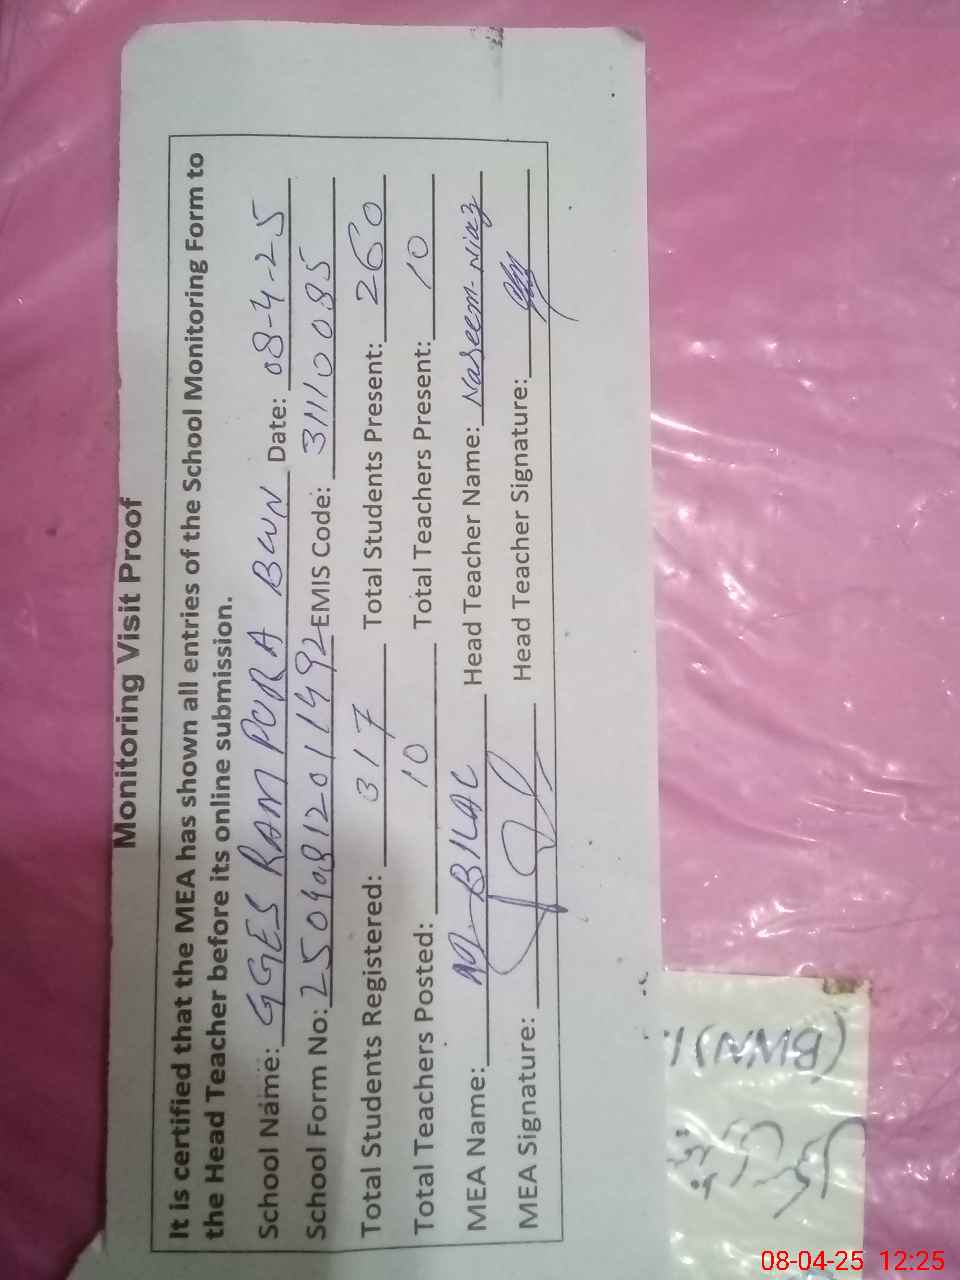 Monitoring Visit Proof
It is certified that the MEA has shown all entries of the School Monitoring Form to
the Head Teacher before its online submission.
School Name: GGES RAM PURA BWN Date: 08-4-25
School Form No: 25040812011492 EMIS Code: 31110085
Total Students Registered: 317 Total Students Present: 260
Total Teachers Posted: 10 Total Teachers Present: 10
MEA Name: BILAL Head Teacher Name: Naseem-Niaz
MEA Signature: Head Teacher Signature:
(BWN)
08-04-25 12:25